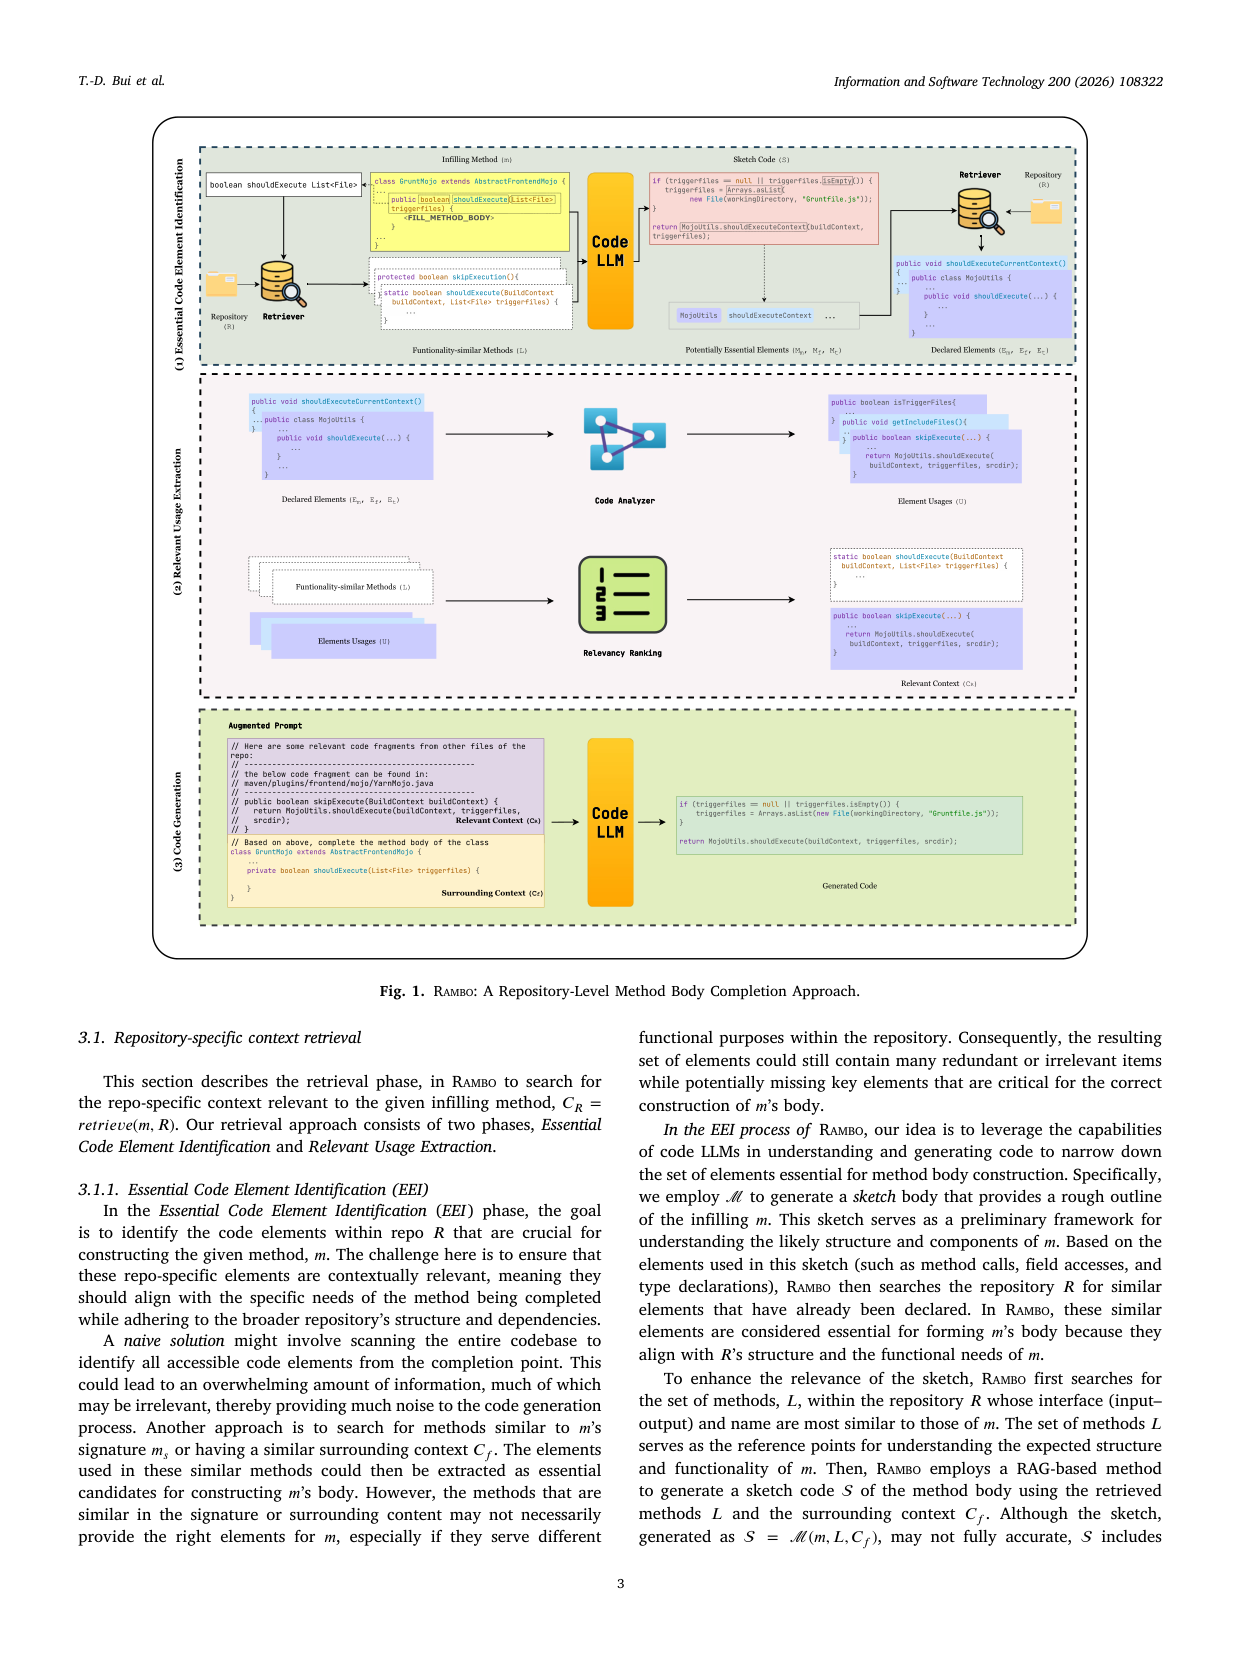 T.-D. Bui et al.
Information and Software Technology 200 (2026) 108322
(1) Essential Code Element Identification
Infilling Method (m)
Sketch Code (S)
boolean shouldExecute List<File>
class GruntMojo extends AbstractFrontendMojo {
...
public boolean shouldExecute(List<File>
triggerfiles) {
<FILL_METHOD_BODY>
}
...
}
protected boolean skipExecution(){
static boolean shouldExecute(BuildContext
buildContext, List<File> triggerfiles) {
...
}
Repository
(R)
Retriever
Funtionality-similar Methods (L)
Code
LLM
if (triggerfiles == null || triggerfiles.isEmpty()) {
triggerfiles = Arrays.asList(
new File(workingDirectory, "Gruntfile.js"));
}
return MojoUtils.shouldExecuteContext(buildContext,
triggerfiles);
MojoUtils shouldExecuteContext ...
Potentially Essential Elements (Mm, Mf, Mt)
Retriever
Repository
(R)
public void shouldExecuteCurrentContext()
{
...
}
public class MojoUtils {
...
public void shouldExecute(...) {
...
}
...
}
Declared Elements (Em, Ef, Et)
(2) Relevant Usage Extraction
public void shouldExecuteCurrentContext()
{
...
}
public class MojoUtils {
...
public void shouldExecute(...) {
...
}
...
}
Declared Elements (Em, Ef, Et)
Code Analyzer
public boolean isTriggerFiles{
...
}
public void getIncludeFiles(){
..
}
public boolean skipExecute(...) {
...
return MojoUtils.shouldExecute(
buildContext, triggerfiles, srcdir);
}
Element Usages (U)
Funtionality-similar Methods (L)
Elements Usages (U)
Relevancy Ranking
static boolean shouldExecute(BuildContext
buildContext, List<File> triggerfiles) {
...
}
public boolean skipExecute(...) {
...
return MojoUtils.shouldExecute(
buildContext, triggerfiles, srcdir);
}
Relevant Context (CR)
(3) Code Generation
Augmented Prompt
// Here are some relevant code fragments from other files of the
repo:
// --------------------------------------------------
// the below code fragment can be found in:
// maven/plugins/frontend/mojo/YarnMojo.java
// --------------------------------------------------
// public boolean skipExecute(BuildContext buildContext) {
// return MojoUtils.shouldExecute(buildContext, triggerfiles,
// srcdir);
// }
Relevant Context (CR)
// Based on above, complete the method body of the class
class GruntMojo extends AbstractFrontendMojo {
...
private boolean shouldExecute(List<File> triggerfiles) {

}
}
Surrounding Context (Cf)
Code
LLM
if (triggerfiles == null || triggerfiles.isEmpty()) {
triggerfiles = Arrays.asList(new File(workingDirectory, "Gruntfile.js"));
}
return MojoUtils.shouldExecute(buildContext, triggerfiles, srcdir);
Generated Code
Fig. 1. RAMBO: A Repository-Level Method Body Completion Approach.
3.1. Repository-specific context retrieval
This section describes the retrieval phase, in RAMBO to search for
the repo-specific context relevant to the given infilling method, C_R =
retrieve(m, R). Our retrieval approach consists of two phases, Essential
Code Element Identification and Relevant Usage Extraction.
3.1.1. Essential Code Element Identification (EEI)
In the Essential Code Element Identification (EEI) phase, the goal
is to identify the code elements within repo R that are crucial for
constructing the given method, m. The challenge here is to ensure that
these repo-specific elements are contextually relevant, meaning they
should align with the specific needs of the method being completed
while adhering to the broader repository's structure and dependencies.
A naive solution might involve scanning the entire codebase to
identify all accessible code elements from the completion point. This
could lead to an overwhelming amount of information, much of which
may be irrelevant, thereby providing much noise to the code generation
process. Another approach is to search for methods similar to m's
signature m_s or having a similar surrounding context C_f. The elements
used in these similar methods could then be extracted as essential
candidates for constructing m's body. However, the methods that are
similar in the signature or surrounding content may not necessarily
provide the right elements for m, especially if they serve different
functional purposes within the repository. Consequently, the resulting
set of elements could still contain many redundant or irrelevant items
while potentially missing key elements that are critical for the correct
construction of m's body.
In the EEI process of RAMBO, our idea is to leverage the capabilities
of code LLMs in understanding and generating code to narrow down
the set of elements essential for method body construction. Specifically,
we employ ℳ to generate a sketch body that provides a rough outline
of the infilling m. This sketch serves as a preliminary framework for
understanding the likely structure and components of m. Based on the
elements used in this sketch (such as method calls, field accesses, and
type declarations), RAMBO then searches the repository R for similar
elements that have already been declared. In RAMBO, these similar
elements are considered essential for forming m's body because they
align with R's structure and the functional needs of m.
To enhance the relevance of the sketch, RAMBO first searches for
the set of methods, L, within the repository R whose interface (input–
output) and name are most similar to those of m. The set of methods L
serves as the reference points for understanding the expected structure
and functionality of m. Then, RAMBO employs a RAG-based method
to generate a sketch code S of the method body using the retrieved
methods L and the surrounding context C_f. Although the sketch,
generated as S = ℳ(m, L, C_f), may not fully accurate, S includes
3